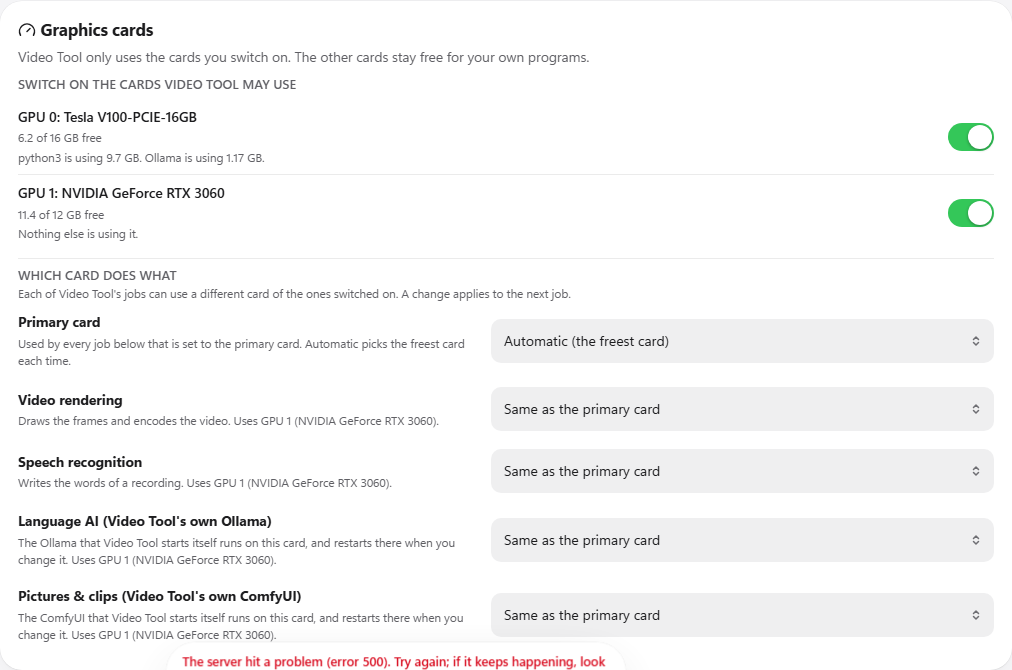 Graphics cards
Video Tool only uses the cards you switch on. The other cards stay free for your own programs.
SWITCH ON THE CARDS VIDEO TOOL MAY USE
GPU 0: Tesla V100-PCIE-16GB
6.2 of 16 GB free
python3 is using 9.7 GB. Ollama is using 1.17 GB.
GPU 1: NVIDIA GeForce RTX 3060
11.4 of 12 GB free
Nothing else is using it.
WHICH CARD DOES WHAT
Each of Video Tool's jobs can use a different card of the ones switched on. A change applies to the next job.
Primary card
Used by every job below that is set to the primary card. Automatic picks the freest card
each time.
Automatic (the freest card)
Video rendering
Draws the frames and encodes the video. Uses GPU 1 (NVIDIA GeForce RTX 3060).
Same as the primary card
Speech recognition
Writes the words of a recording. Uses GPU 1 (NVIDIA GeForce RTX 3060).
Same as the primary card
Language AI (Video Tool's own Ollama)
The Ollama that Video Tool starts itself runs on this card, and restarts there when you
change it. Uses GPU 1 (NVIDIA GeForce RTX 3060).
Same as the primary card
Pictures & clips (Video Tool's own ComfyUI)
The ComfyUI that Video Tool starts itself runs on this card, and restarts there when you
change it. Uses GPU 1 (NVIDIA GeForce RTX 3060).
Same as the primary card
The server hit a problem (error 500). Try again; if it keeps happening, look